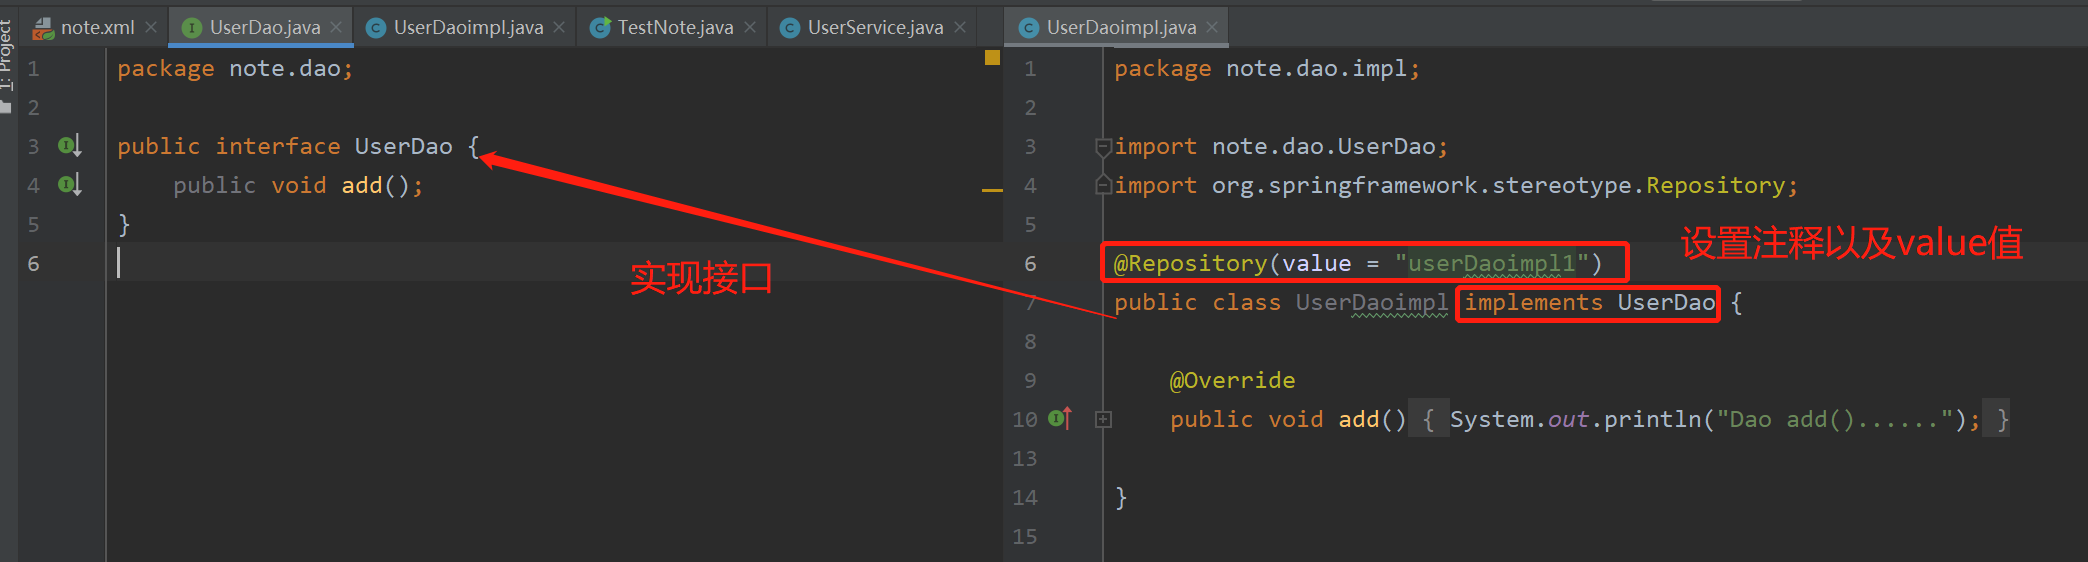 note.xml UserDao.java UserDaoimpl.java TestNote.java UserService.java UserDaoimpl.java
1: Project
1 package note.dao;
2
3 public interface UserDao {
4 public void add();
5 }
6
实现接口
1 package note.dao.impl;
2
3 import note.dao.UserDao;
4 import org.springframework.stereotype.Repository;
5
设置注释以及value值
6 @Repository(value = "userDaoimpl1")
7 public class UserDaoimpl implements UserDao {
8
9 @Override
10 public void add() { System.out.println("Dao add()......"); }
13
14 }
15